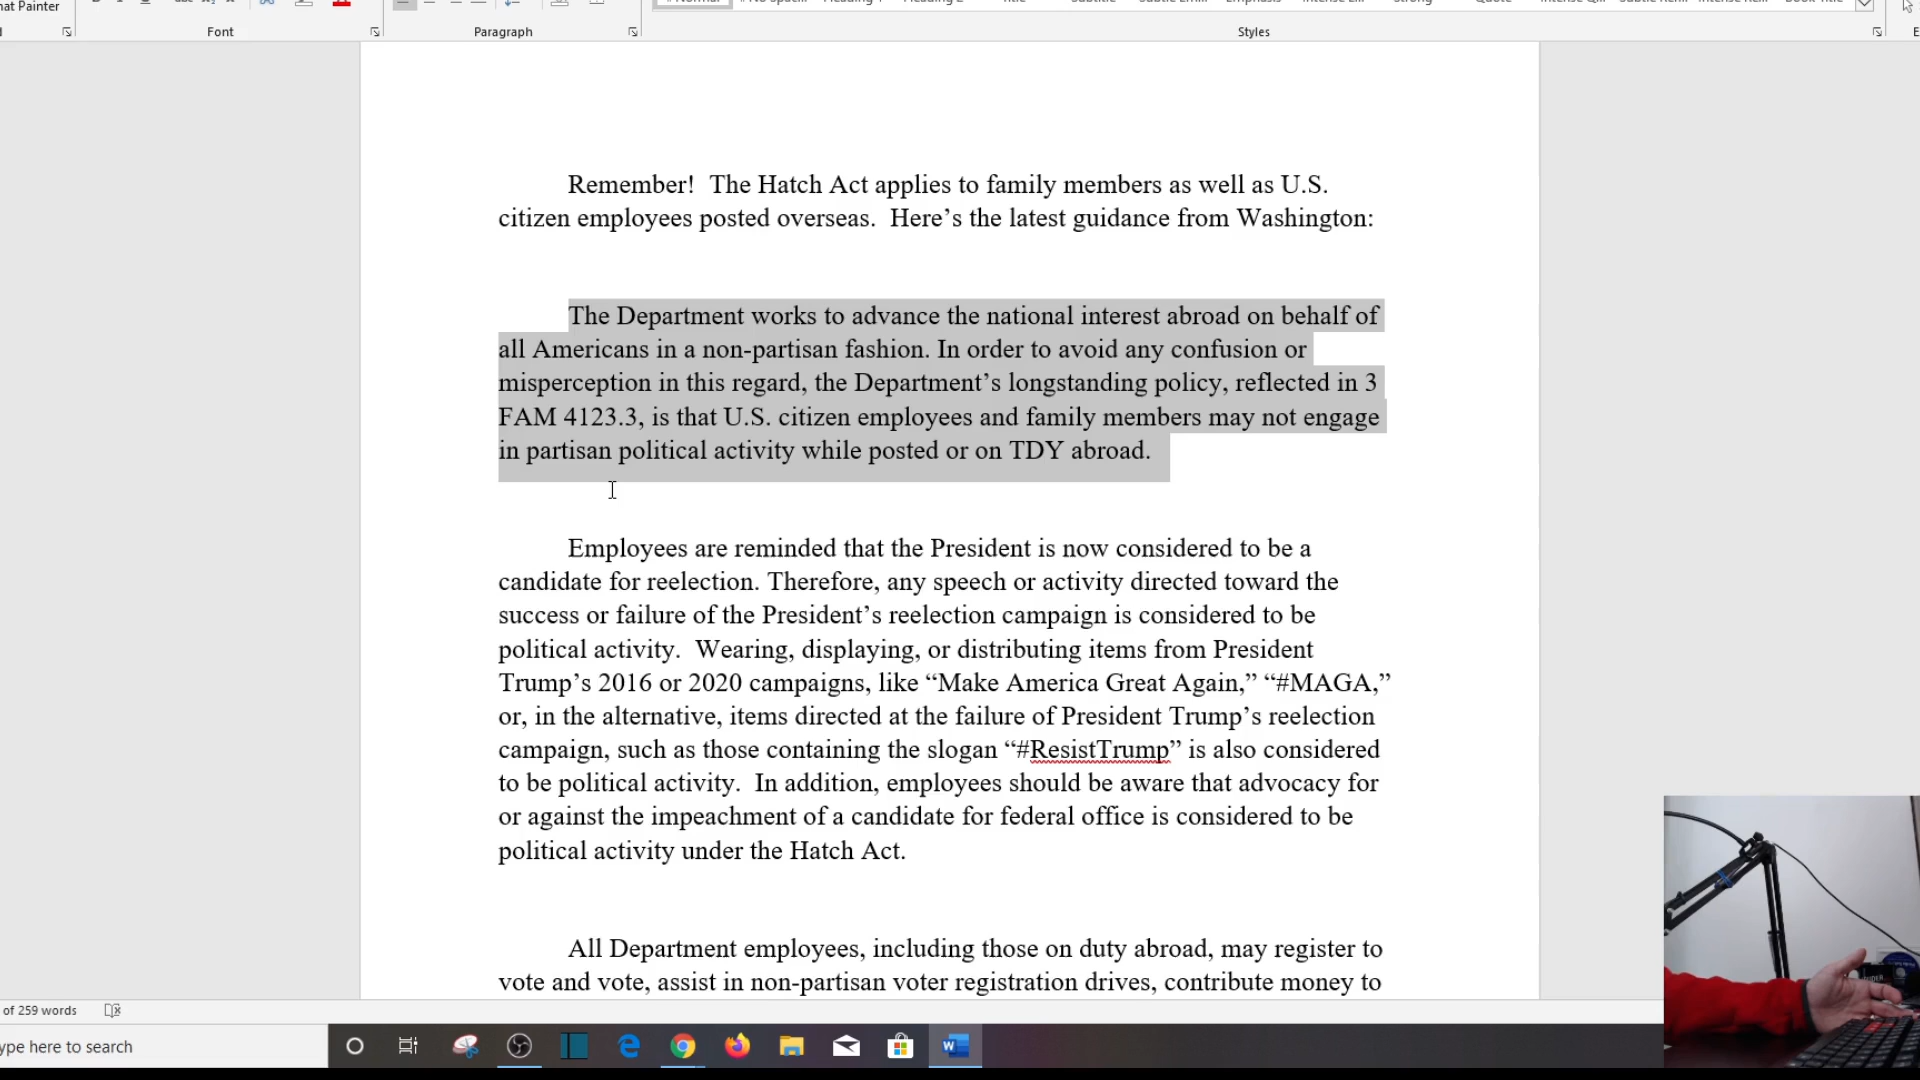 nat Painter
Font
Paragraph
Styles
Remember!  The Hatch Act applies to family members as well as U.S.
citizen employees posted overseas.  Here’s the latest guidance from Washington:
The Department works to advance the national interest abroad on behalf of
all Americans in a non-partisan fashion. In order to avoid any confusion or
misperception in this regard, the Department’s longstanding policy, reflected in 3
FAM 4123.3, is that U.S. citizen employees and family members may not engage
in partisan political activity while posted or on TDY abroad.
Employees are reminded that the President is now considered to be a
candidate for reelection. Therefore, any speech or activity directed toward the
success or failure of the President’s reelection campaign is considered to be
political activity.  Wearing, displaying, or distributing items from President
Trump’s 2016 or 2020 campaigns, like “Make America Great Again,” “#MAGA,”
or, in the alternative, items directed at the failure of President Trump’s reelection
campaign, such as those containing the slogan “#ResistTrump” is also considered
to be political activity.  In addition, employees should be aware that advocacy for
or against the impeachment of a candidate for federal office is considered to be
political activity under the Hatch Act.
All Department employees, including those on duty abroad, may register to
vote and vote, assist in non-partisan voter registration drives, contribute money to
of 259 words
ype here to search